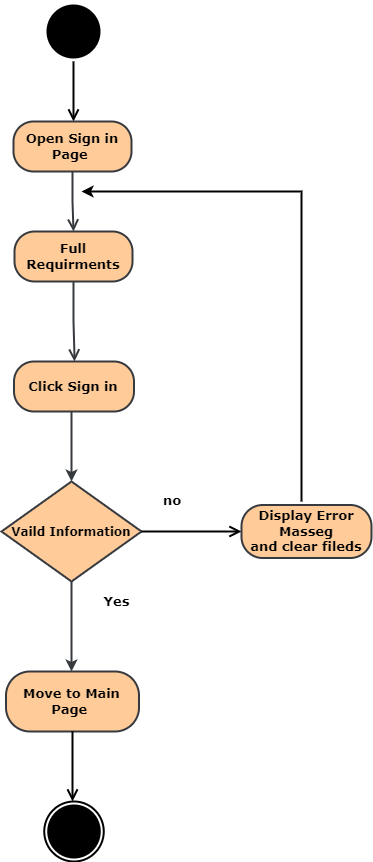 Open Sign in
Page
Full
Requirments
Click Sign in
Vaild Information
no
Display Error
Masseg
and clear fileds
Yes
Move to Main
Page